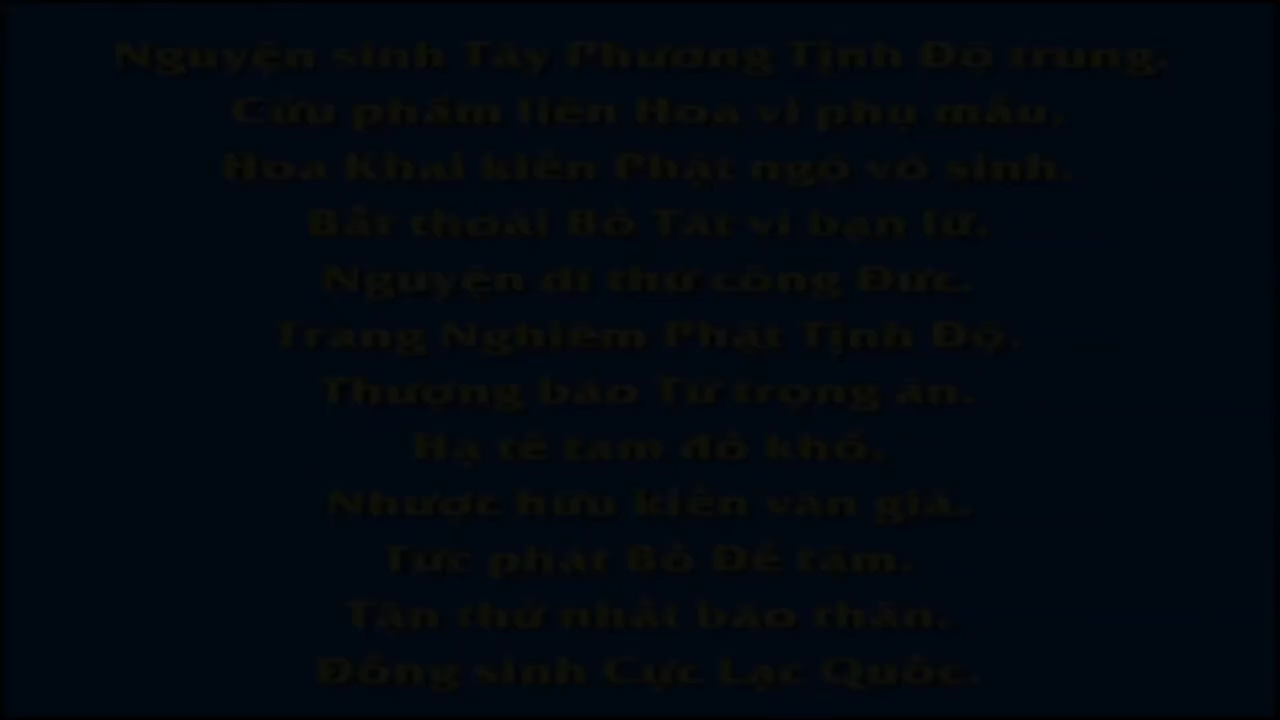 Nguyện sinh Tây Phương Tịnh Độ trung.
Cửu phẩm liên Hoa vi phụ mẫu.
Hoa Khai kiến Phật ngộ vô sinh.
Bất thoái Bồ Tát vi bạn lữ.
Nguyện dĩ thử công Đức.
Trang Nghiêm Phật Tịnh Độ.
Thượng báo Tứ trọng ân.
Hạ tế tam đồ khổ.
Nhược hữu kiến văn giả.
Tức phát Bồ Đề tâm.
Tận thử nhất báo thân.
Đồng sinh Cực Lạc Quốc.